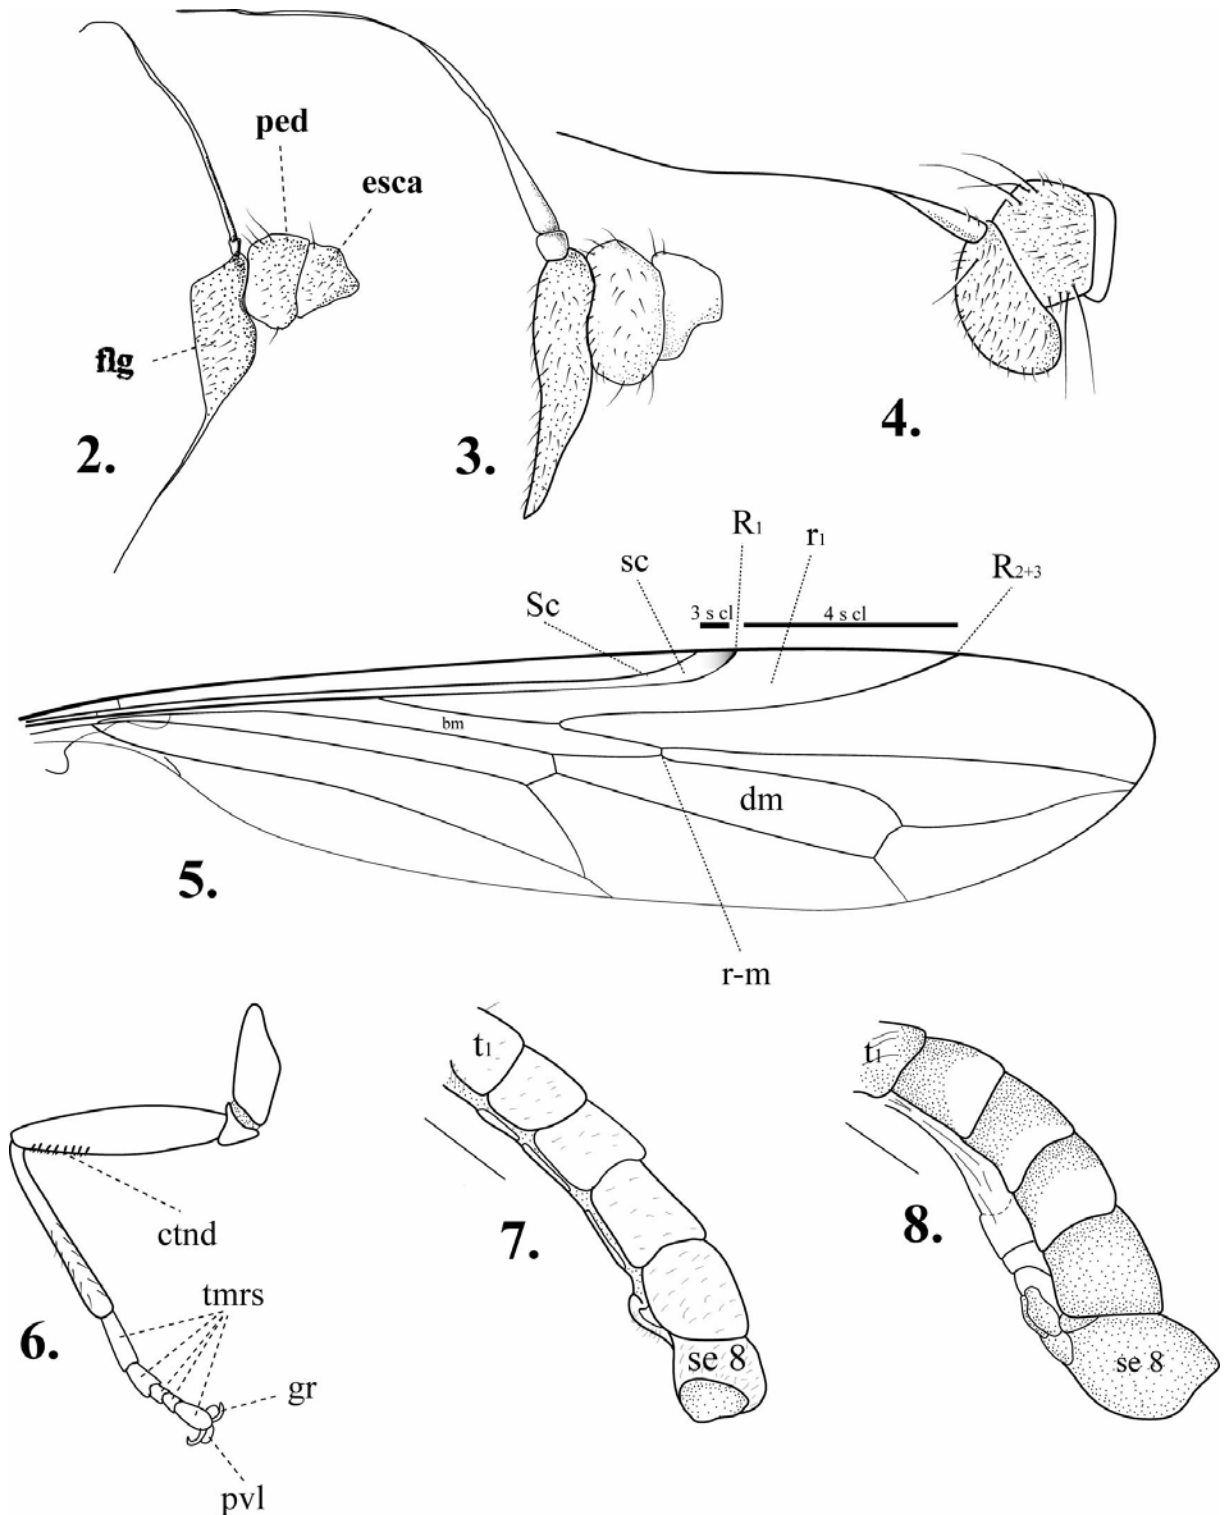 ped
esca
flg
2.
3.
4.
R1
r1
sc
R2+3
Sc
3 s cl
4 s cl
bm
dm
5.
r-m
t1
t1
ctnd
7.
8.
tmrs
6.
se 8
se 8
gr
pvl